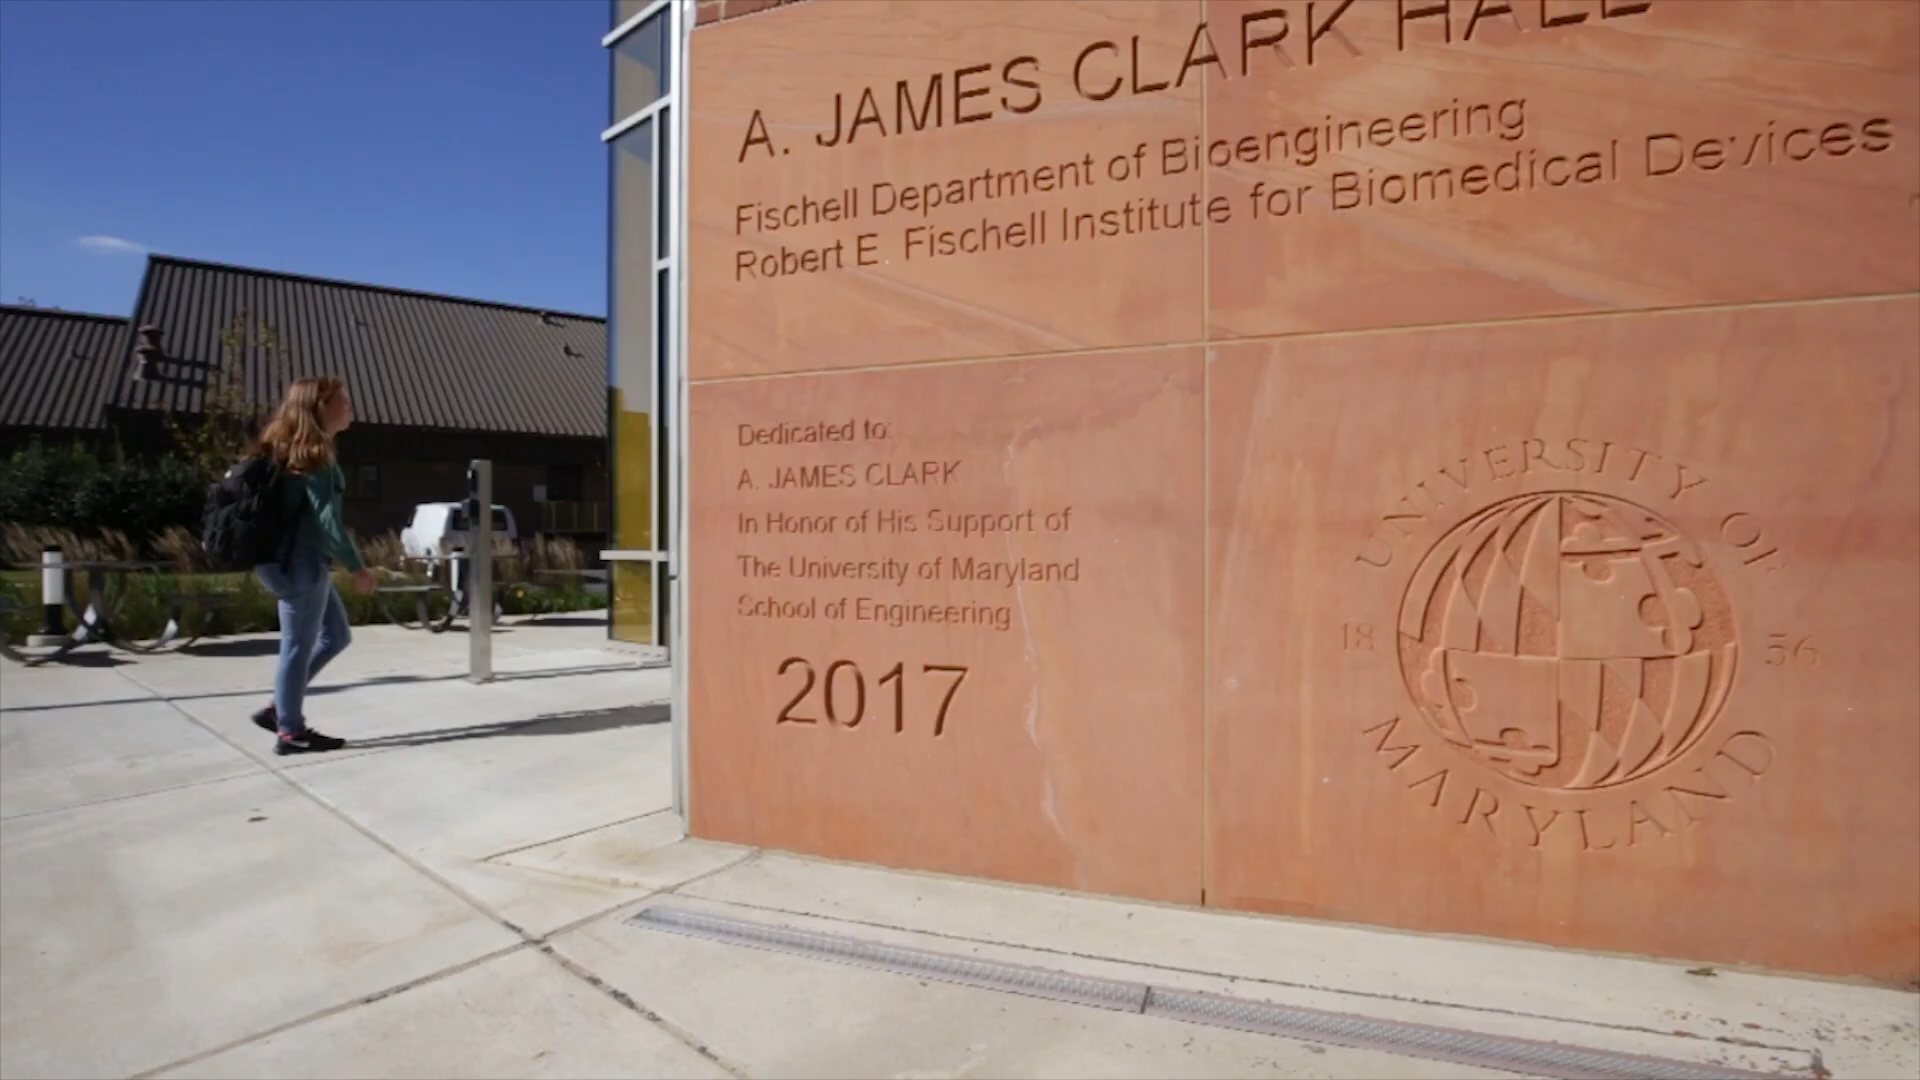 A. JAMES CLARK HALL
Fischell Department of Bioengineering
Robert E. Fischell Institute for Biomedical Devices
Dedicated to:
A. JAMES CLARK
In Honor of His Support of
The University of Maryland
School of Engineering
2017
UNIVERSITY OF
18 56
MARYLAND